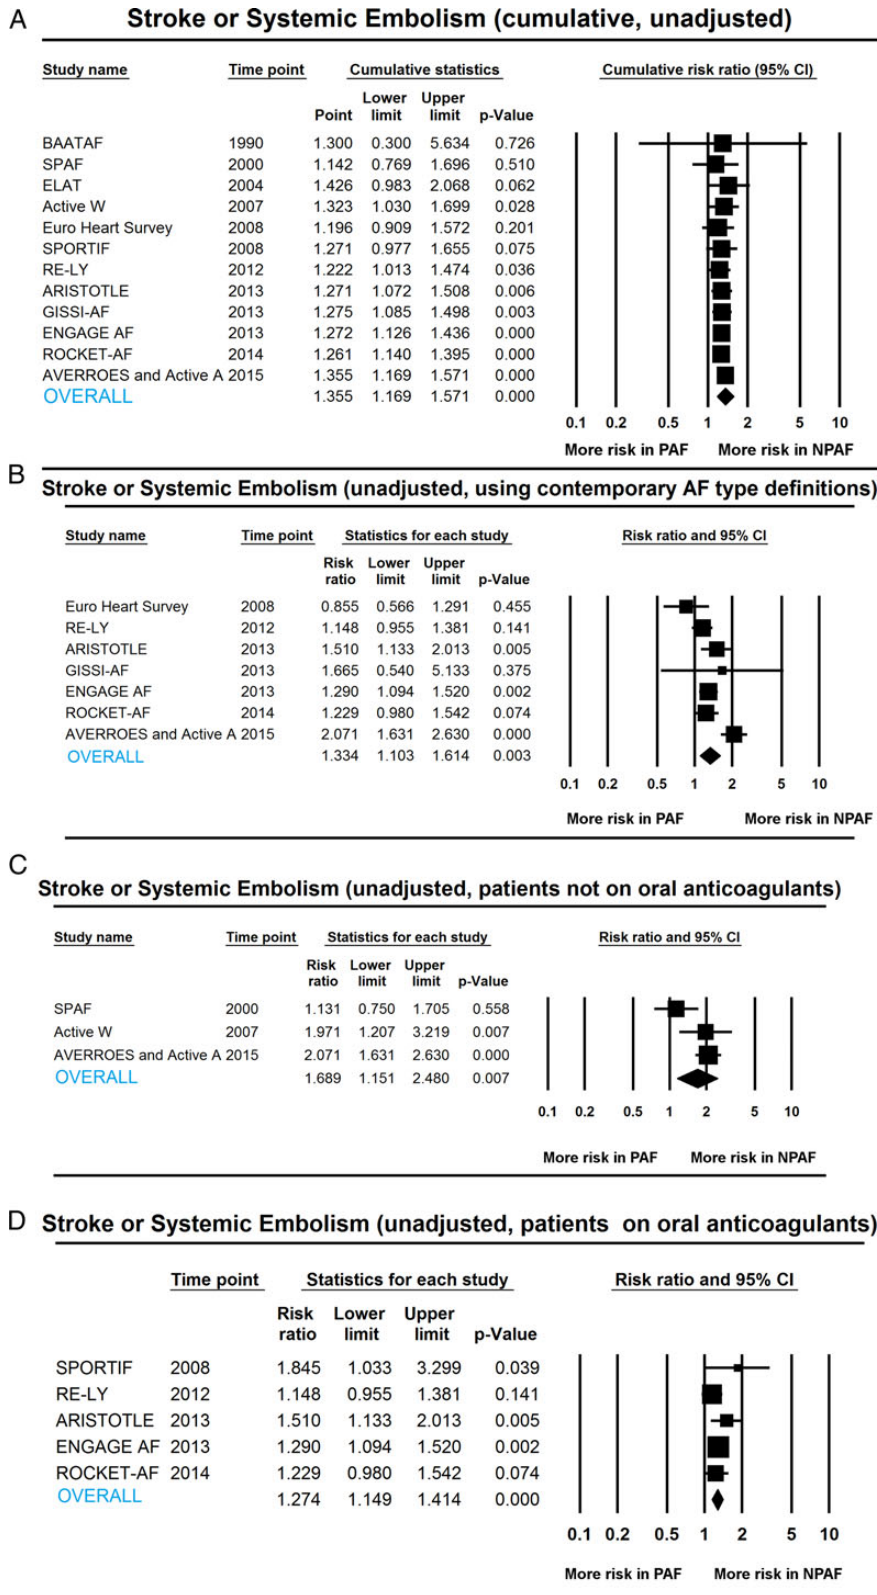 A
Stroke or Systemic Embolism (cumulative, unadjusted)
Study name Time point Cumulative statistics Cumulative risk ratio (95% CI)
Lower Upper
Point limit limit p-Value
BAATAF 1990 1.300 0.300 5.634 0.726
SPAF 2000 1.142 0.769 1.696 0.510
ELAT 2004 1.426 0.983 2.068 0.062
Active W 2007 1.323 1.030 1.699 0.028
Euro Heart Survey 2008 1.196 0.909 1.572 0.201
SPORTIF 2008 1.271 0.977 1.655 0.075
RE-LY 2012 1.222 1.013 1.474 0.036
ARISTOTLE 2013 1.271 1.072 1.508 0.006
GISSI-AF 2013 1.275 1.085 1.498 0.003
ENGAGE AF 2013 1.272 1.126 1.436 0.000
ROCKET-AF 2014 1.261 1.140 1.395 0.000
AVERROES and Active A 2015 1.355 1.169 1.571 0.000
OVERALL 1.355 1.169 1.571 0.000
0.1 0.2 0.5 1 2 5 10
More risk in PAF More risk in NPAF
B
Stroke or Systemic Embolism (unadjusted, using contemporary AF type definitions)
Study name Time point Statistics for each study Risk ratio and 95% CI
Risk Lower Upper
ratio limit limit p-Value
Euro Heart Survey 2008 0.855 0.566 1.291 0.455
RE-LY 2012 1.148 0.955 1.381 0.141
ARISTOTLE 2013 1.510 1.133 2.013 0.005
GISSI-AF 2013 1.665 0.540 5.133 0.375
ENGAGE AF 2013 1.290 1.094 1.520 0.002
ROCKET-AF 2014 1.229 0.980 1.542 0.074
AVERROES and Active A 2015 2.071 1.631 2.630 0.000
OVERALL 1.334 1.103 1.614 0.003
0.1 0.2 0.5 1 2 5 10
More risk in PAF More risk in NPAF
C
Stroke or Systemic Embolism (unadjusted, patients not on oral anticoagulants)
Study name Time point Statistics for each study Risk ratio and 95% CI
Risk Lower Upper
ratio limit limit p-Value
SPAF 2000 1.131 0.750 1.705 0.558
Active W 2007 1.971 1.207 3.219 0.007
AVERROES and Active A 2015 2.071 1.631 2.630 0.000
OVERALL 1.689 1.151 2.480 0.007
0.1 0.2 0.5 1 2 5 10
More risk in PAF More risk in NPAF
D
Stroke or Systemic Embolism (unadjusted, patients on oral anticoagulants)
Time point Statistics for each study Risk ratio and 95% CI
Risk Lower Upper
ratio limit limit p-Value
SPORTIF 2008 1.845 1.033 3.299 0.039
RE-LY 2012 1.148 0.955 1.381 0.141
ARISTOTLE 2013 1.510 1.133 2.013 0.005
ENGAGE AF 2013 1.290 1.094 1.520 0.002
ROCKET-AF 2014 1.229 0.980 1.542 0.074
OVERALL 1.274 1.149 1.414 0.000
0.1 0.2 0.5 1 2 5 10
More risk in PAF More risk in NPAF